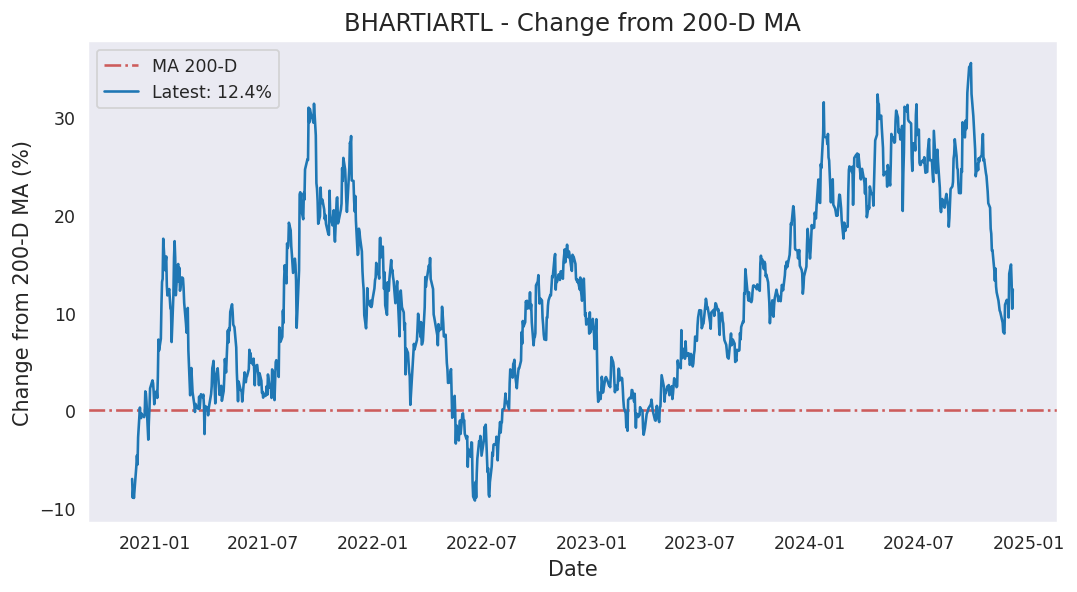 BHARTIARTL - Change from 200-D MA
MA 200-D
Latest: 12.4%
Change from 200-D MA (%)
30
20
10
0
−10
2021-01 2021-07 2022-01 2022-07 2023-01 2023-07 2024-01 2024-07 2025-01
Date